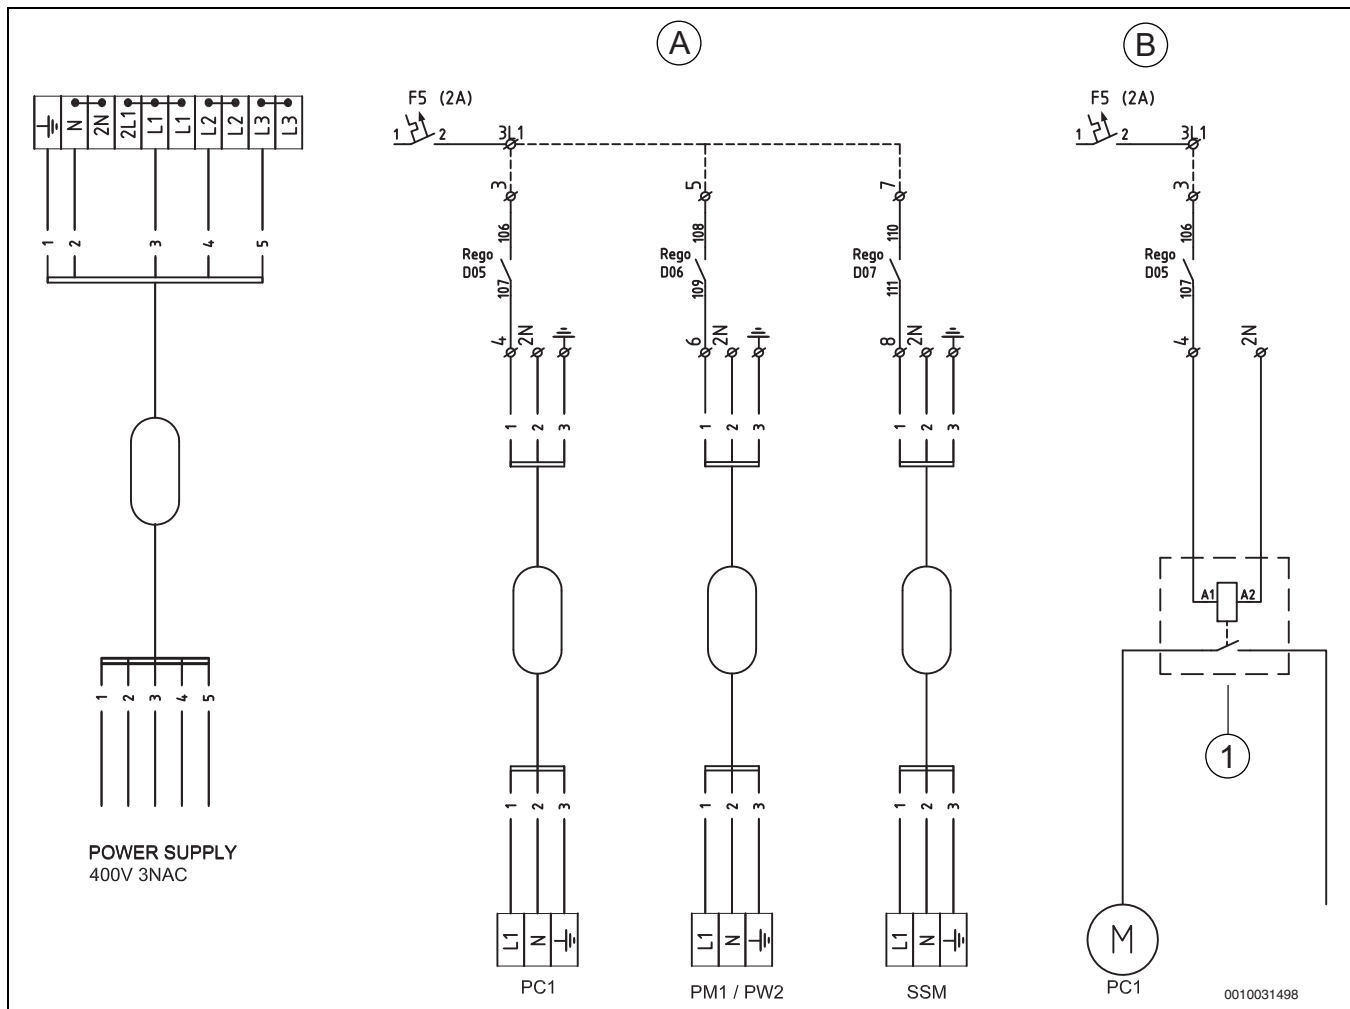 A
B
F5 (2A)
F5 (2A)
N
2N
2L1
L1
L1
L2
L2
L3
L3
1
2
3L1
1
2
3L1
3
5
7
3
106
108
110
106
1
2
3
4
5
Rego
D05
Rego
D06
Rego
D07
Rego
D05
107
109
111
107
4
2N
6
2N
8
2N
4
2N
1
2
3
1
2
3
1
2
3
A1
A2
1
2
3
4
5
1
1
2
3
1
2
3
1
2
3
POWER SUPPLY
400V 3NAC
L1
N
L1
N
L1
N
M
PC1
PM1 / PW2
SSM
PC1
0010031498